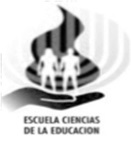 ESCUELA CIENCIAS
DE LA EDUCACION